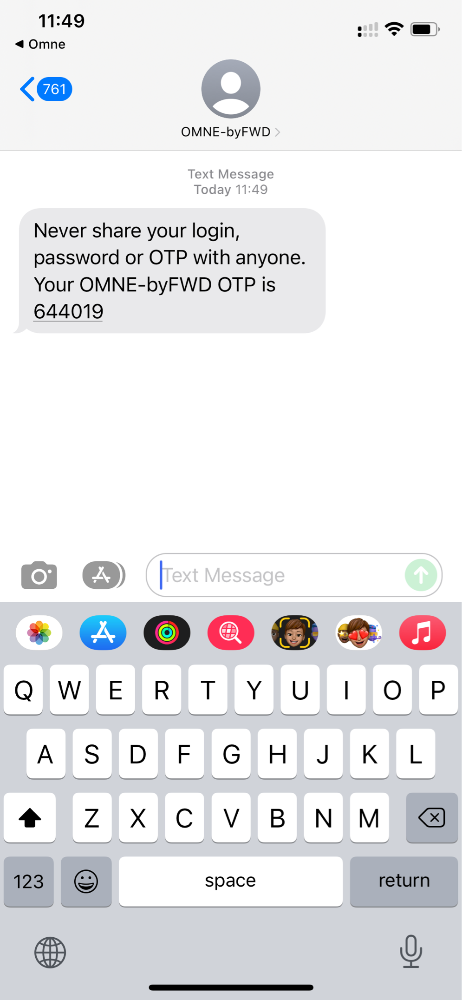 11:49
Omne
761
OMNE-byFWD
Text Message
Today 11:49
Never share your login,
password or OTP with anyone.
Your OMNE-byFWD OTP is
644019
Text Message
Q W E R T Y U I O P
A S D F G H J K L
Z X C V B N M
123 space return